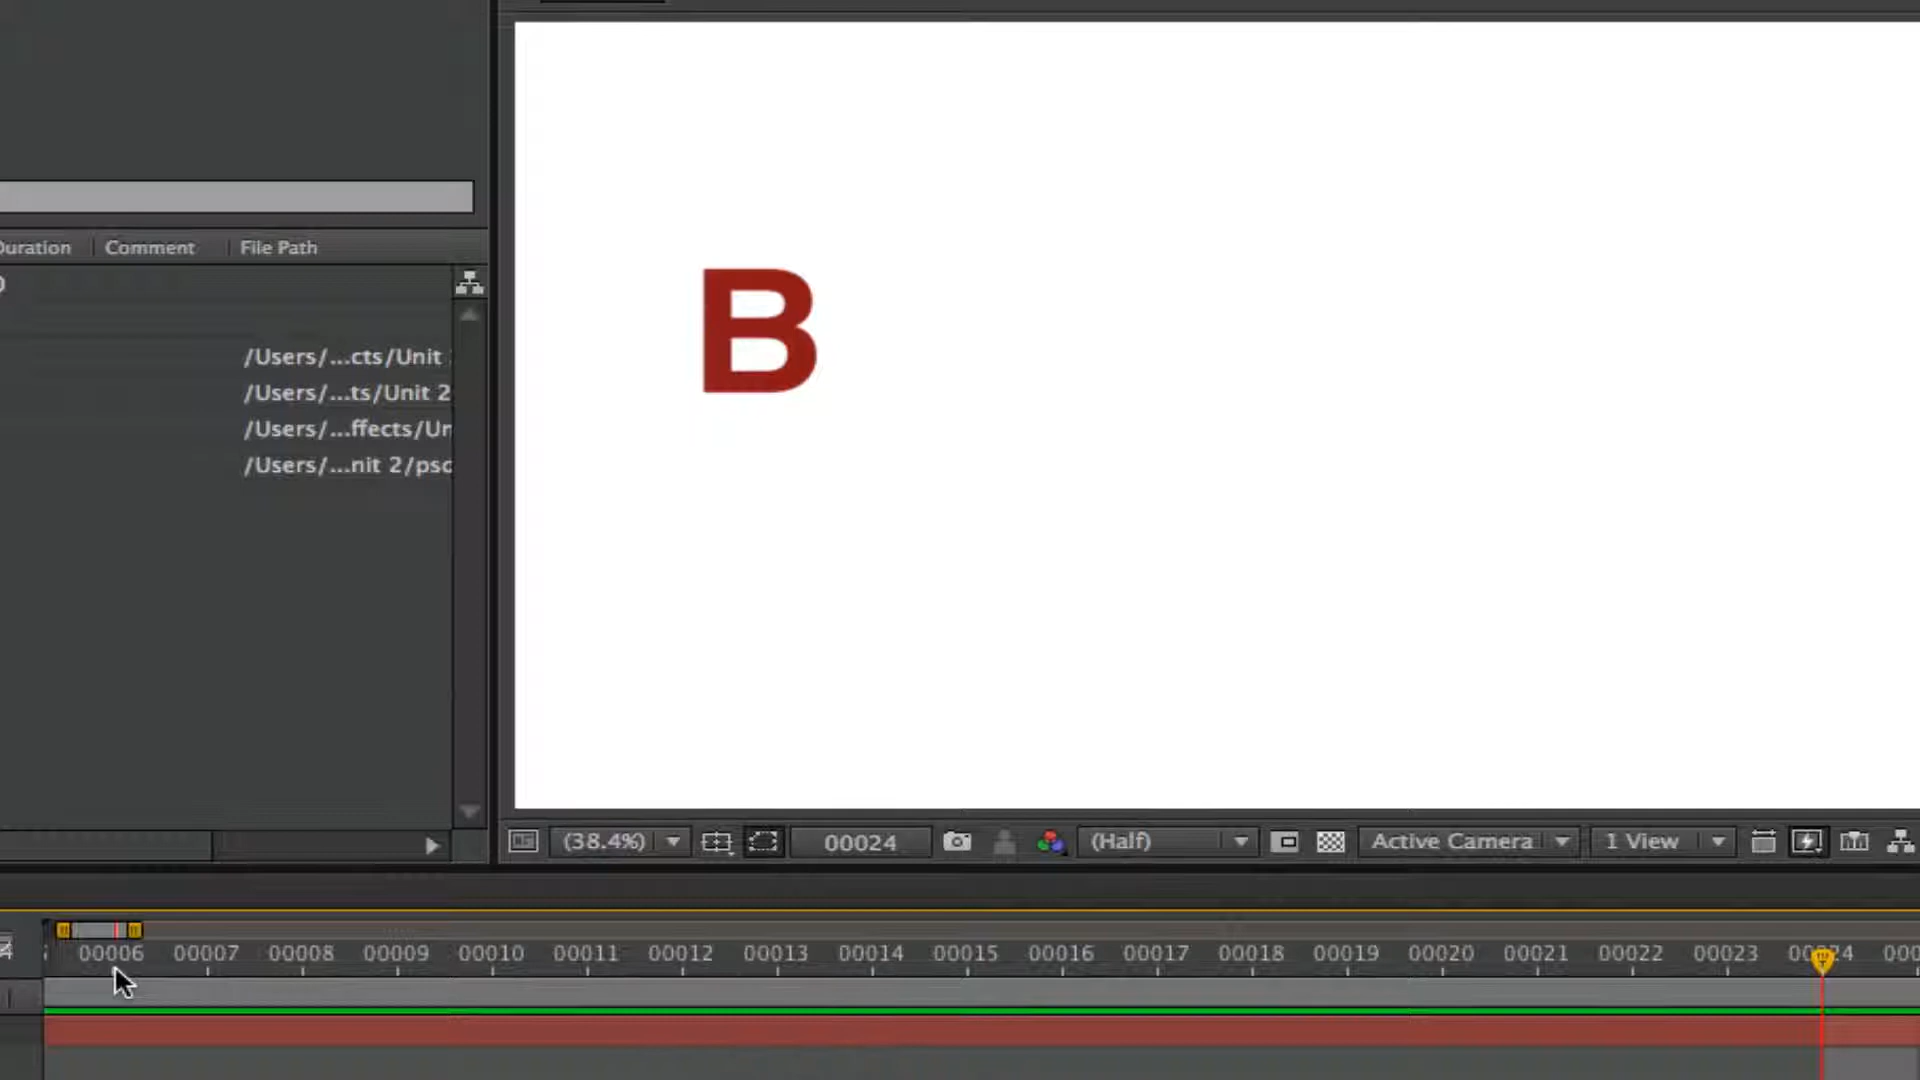 Duration Comment File Path
/Users/...cts/Unit
/Users/...ts/Unit 2
/Users/...ffects/Un
/Users/...nit 2/psd
B
(38.4%) 00024 (Half) Active Camera 1 View
00006 00007 00008 00009 00010 00011 00012 00013 00014 00015 00016 00017 00018 00019 00020 00021 00022 00023 00024 000